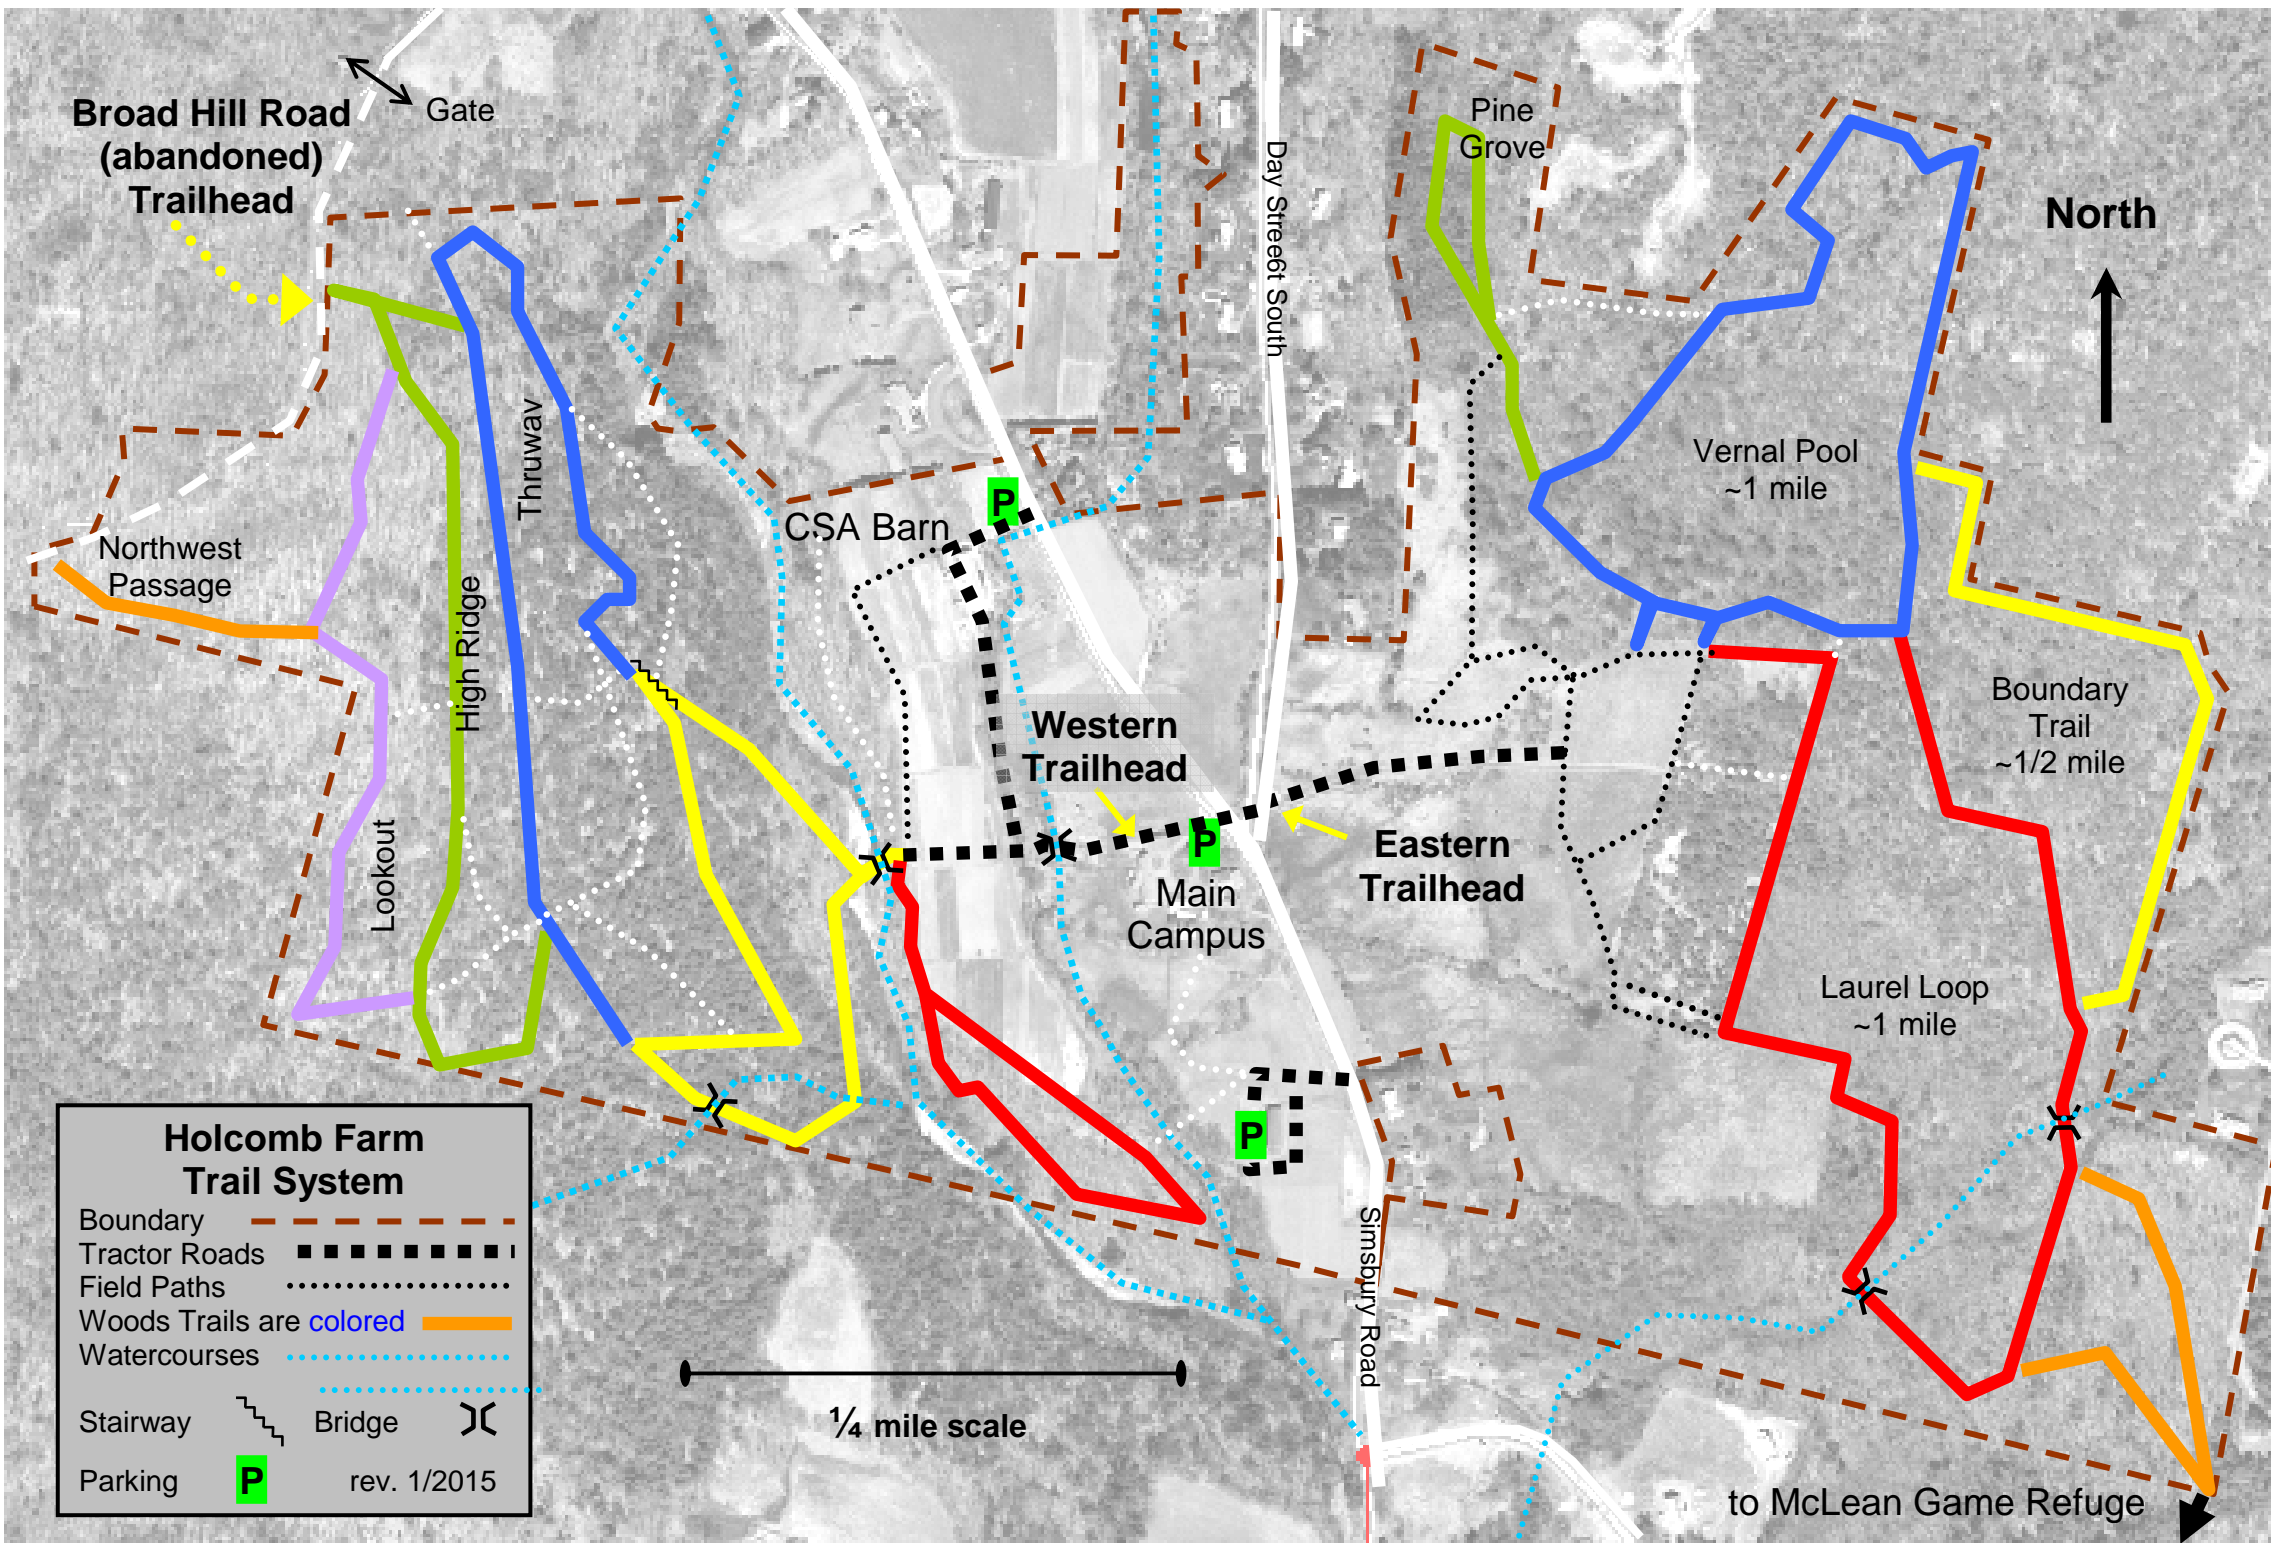 Broad Hill Road
(abandoned)
Trailhead
Gate
Pine
Grove
Day Stree6t South
North
Thruway
Vernal Pool
~1 mile
P
CSA Barn
Northwest
Passage
High Ridge
Western
Trailhead
Boundary
Trail
~1/2 mile
P
Eastern
Trailhead
Main
Campus
Lookout
Laurel Loop
~1 mile
P
Simsbury Road
Holcomb Farm
Trail System
Boundary
Tractor Roads
Field Paths
Woods Trails are colored
Watercourses
Stairway
Bridge
Parking
P
rev. 1/2015
¼ mile scale
to McLean Game Refuge